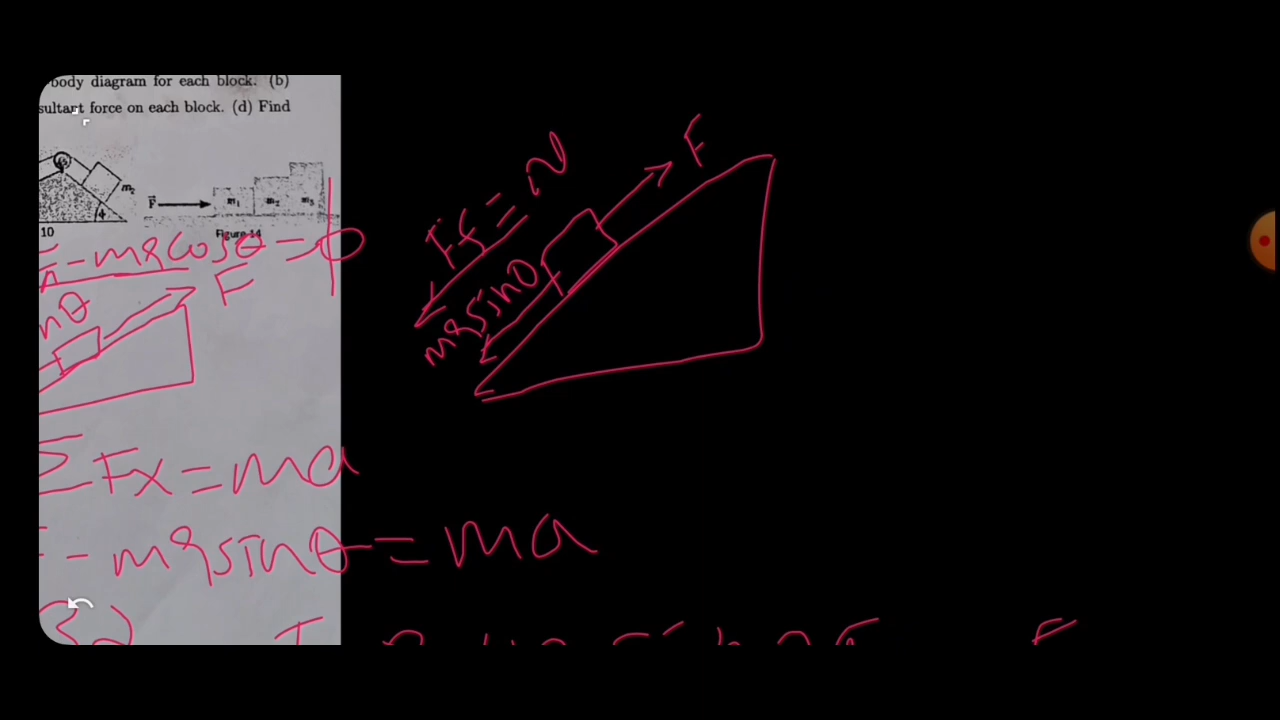 body diagram for each block. (b)
sultant force on each block. (d) Find
m₂
F
m₁ m₂ m₃
10
Figure 14
- mgcosθ = 0
F
ΣFx = ma
- mgsinθ = ma
F
Ff = N
mgsinθ